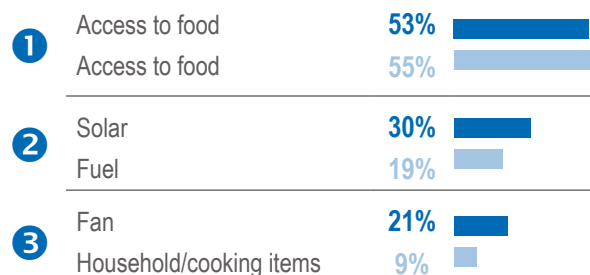 1
Access to food 53%
Access to food 55%
2
Solar 30%
Fuel 19%
3
Fan 21%
Household/cooking items 9%